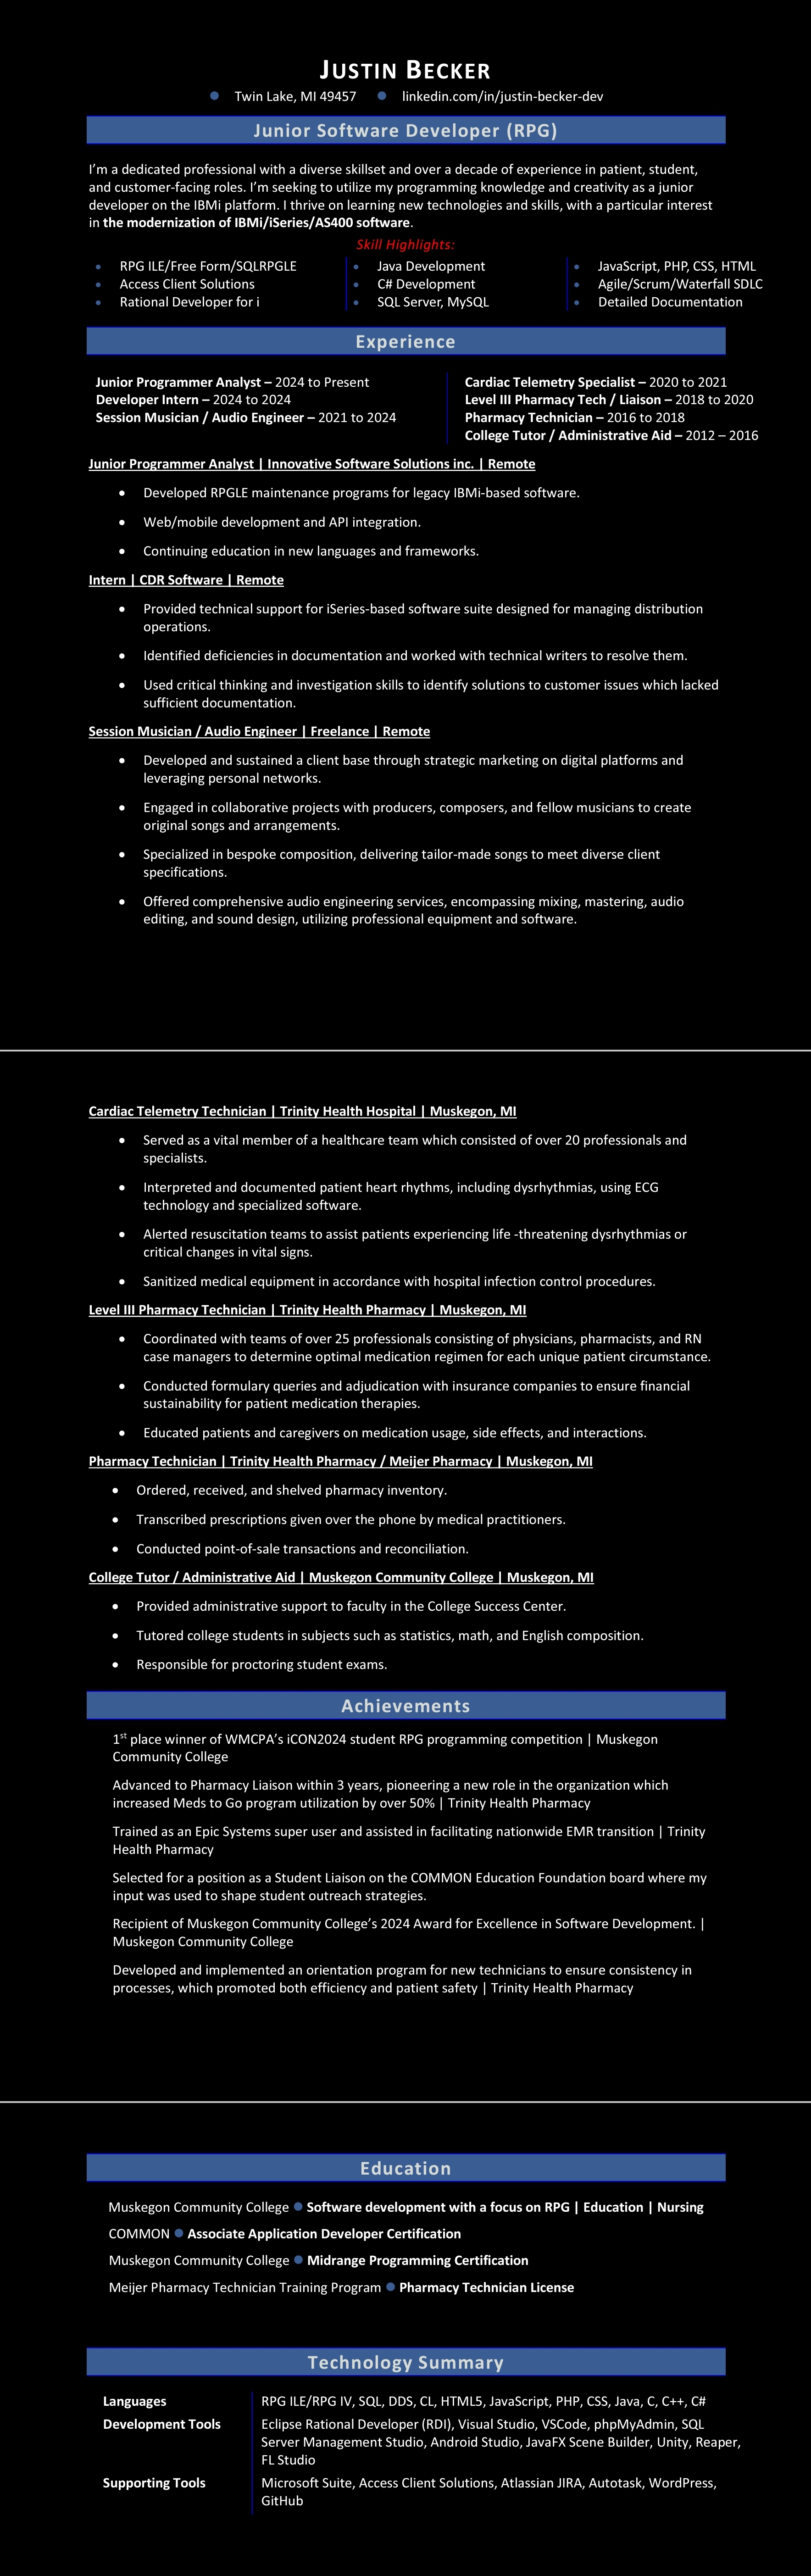 JUSTIN BECKER
● Twin Lake, MI 49457 ● linkedin.com/in/justin-becker-dev
Junior Software Developer (RPG)
I’m a dedicated professional with a diverse skillset and over a decade of experience in patient, student,
and customer-facing roles. I’m seeking to utilize my programming knowledge and creativity as a junior
developer on the IBMi platform. I thrive on learning new technologies and skills, with a particular interest
in the modernization of IBMi/iSeries/AS400 software.
Skill Highlights:
• RPG ILE/Free Form/SQLRPGLE
• Access Client Solutions
• Rational Developer for i
• Java Development
• C# Development
• SQL Server, MySQL
• JavaScript, PHP, CSS, HTML
• Agile/Scrum/Waterfall SDLC
• Detailed Documentation
Experience
Junior Programmer Analyst – 2024 to Present
Developer Intern – 2024 to 2024
Session Musician / Audio Engineer – 2021 to 2024
Cardiac Telemetry Specialist – 2020 to 2021
Level III Pharmacy Tech / Liaison – 2018 to 2020
Pharmacy Technician – 2016 to 2018
College Tutor / Administrative Aid – 2012 – 2016
Junior Programmer Analyst | Innovative Software Solutions inc. | Remote
• Developed RPGLE maintenance programs for legacy IBMi-based software.
• Web/mobile development and API integration.
• Continuing education in new languages and frameworks.
Intern | CDR Software | Remote
• Provided technical support for iSeries-based software suite designed for managing distribution
operations.
• Identified deficiencies in documentation and worked with technical writers to resolve them.
• Used critical thinking and investigation skills to identify solutions to customer issues which lacked
sufficient documentation.
Session Musician / Audio Engineer | Freelance | Remote
• Developed and sustained a client base through strategic marketing on digital platforms and
leveraging personal networks.
• Engaged in collaborative projects with producers, composers, and fellow musicians to create
original songs and arrangements.
• Specialized in bespoke composition, delivering tailor-made songs to meet diverse client
specifications.
• Offered comprehensive audio engineering services, encompassing mixing, mastering, audio
editing, and sound design, utilizing professional equipment and software.
Cardiac Telemetry Technician | Trinity Health Hospital | Muskegon, MI
• Served as a vital member of a healthcare team which consisted of over 20 professionals and
specialists.
• Interpreted and documented patient heart rhythms, including dysrhythmias, using ECG
technology and specialized software.
• Alerted resuscitation teams to assist patients experiencing life -threatening dysrhythmias or
critical changes in vital signs.
• Sanitized medical equipment in accordance with hospital infection control procedures.
Level III Pharmacy Technician | Trinity Health Pharmacy | Muskegon, MI
• Coordinated with teams of over 25 professionals consisting of physicians, pharmacists, and RN
case managers to determine optimal medication regimen for each unique patient circumstance.
• Conducted formulary queries and adjudication with insurance companies to ensure financial
sustainability for patient medication therapies.
• Educated patients and caregivers on medication usage, side effects, and interactions.
Pharmacy Technician | Trinity Health Pharmacy / Meijer Pharmacy | Muskegon, MI
• Ordered, received, and shelved pharmacy inventory.
• Transcribed prescriptions given over the phone by medical practitioners.
• Conducted point-of-sale transactions and reconciliation.
College Tutor / Administrative Aid | Muskegon Community College | Muskegon, MI
• Provided administrative support to faculty in the College Success Center.
• Tutored college students in subjects such as statistics, math, and English composition.
• Responsible for proctoring student exams.
Achievements
1st place winner of WMCPA’s iCON2024 student RPG programming competition | Muskegon
Community College
Advanced to Pharmacy Liaison within 3 years, pioneering a new role in the organization which
increased Meds to Go program utilization by over 50% | Trinity Health Pharmacy
Trained as an Epic Systems super user and assisted in facilitating nationwide EMR transition | Trinity
Health Pharmacy
Selected for a position as a Student Liaison on the COMMON Education Foundation board where my
input was used to shape student outreach strategies.
Recipient of Muskegon Community College’s 2024 Award for Excellence in Software Development. |
Muskegon Community College
Developed and implemented an orientation program for new technicians to ensure consistency in
processes, which promoted both efficiency and patient safety | Trinity Health Pharmacy
Education
Muskegon Community College ● Software development with a focus on RPG | Education | Nursing
COMMON ● Associate Application Developer Certification
Muskegon Community College ● Midrange Programming Certification
Meijer Pharmacy Technician Training Program ● Pharmacy Technician License
Technology Summary
Languages RPG ILE/RPG IV, SQL, DDS, CL, HTML5, JavaScript, PHP, CSS, Java, C, C++, C#
Development Tools Eclipse Rational Developer (RDI), Visual Studio, VSCode, phpMyAdmin, SQL
Server Management Studio, Android Studio, JavaFX Scene Builder, Unity, Reaper,
FL Studio
Supporting Tools Microsoft Suite, Access Client Solutions, Atlassian JIRA, Autotask, WordPress,
GitHub